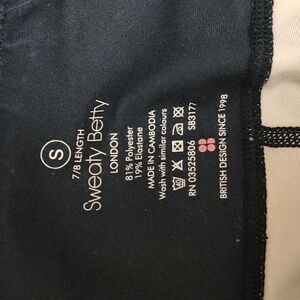 S
7/8 LENGTH
Sweaty Betty
LONDON
81% Polyester
19% Elastane
MADE IN CAMBODIA
Wash with similar colours
RN 03525806 SB3177
BRITISH DESIGN SINCE 1998